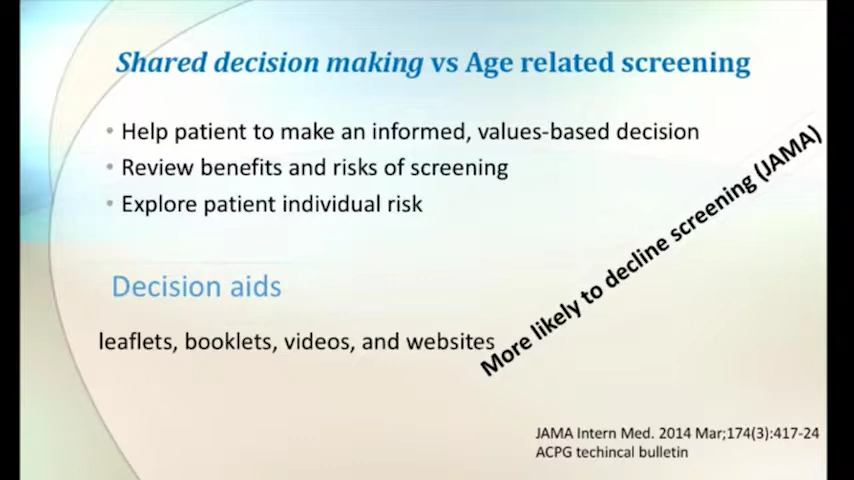 Shared decision making vs Age related screening
• Help patient to make an informed, values-based decision
• Review benefits and risks of screening
• Explore patient individual risk
More likely to decline screening (JAMA)
Decision aids
leaflets, booklets, videos, and websites
JAMA Intern Med. 2014 Mar;174(3):417-24
ACPG techincal bulletin